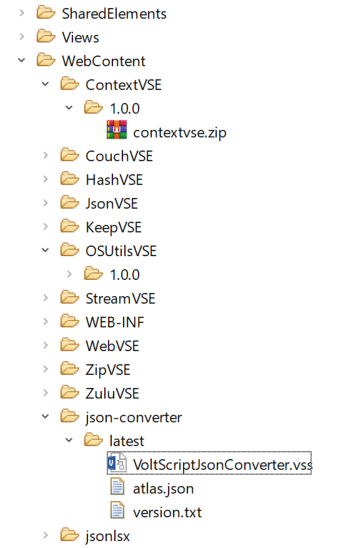 SharedElements
Views
WebContent
ContextVSE
1.0.0
contextvse.zip
CouchVSE
HashVSE
JsonVSE
KeepVSE
OSUtilsVSE
1.0.0
StreamVSE
WEB-INF
WebVSE
ZipVSE
ZuluVSE
json-converter
latest
VoltScriptJsonConverter.vss
atlas.json
version.txt
jsonlsx